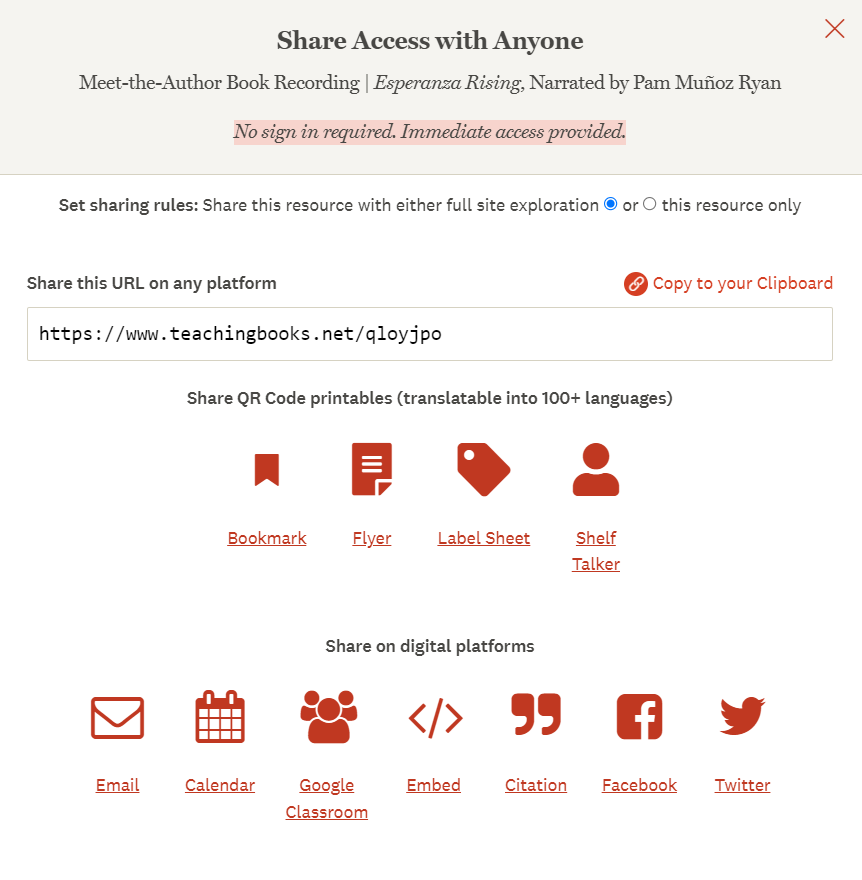 Share Access with Anyone
Meet-the-Author Book Recording | Esperanza Rising, Narrated by Pam Muñoz Ryan
No sign in required. Immediate access provided.
Set sharing rules: Share this resource with either full site exploration or this resource only
Share this URL on any platform
Copy to your Clipboard
https://www.teachingbooks.net/qloyjpo
Share QR Code printables (translatable into 100+ languages)
Bookmark
Flyer
Label Sheet
Shelf
Talker
Share on digital platforms
Email
Calendar
Google
Classroom
Embed
Citation
Facebook
Twitter